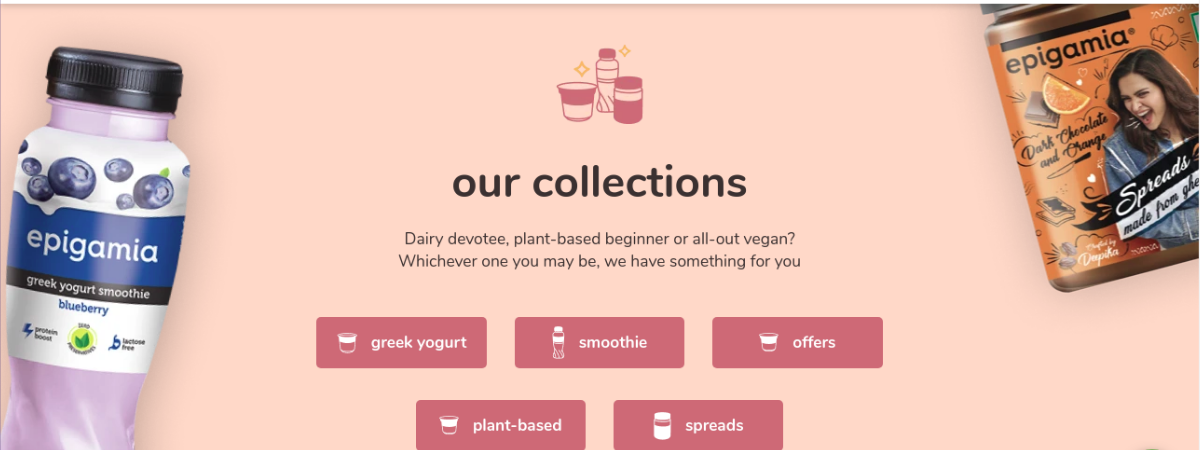 our collections
Dairy devotee, plant-based beginner or all-out vegan?
Whichever one you may be, we have something for you
greek yogurt
smoothie
offers
plant-based
spreads
epigamia
greek yogurt smoothie
blueberry
protein
boost
ZERO
PRESERVATIVES
lactose
free
epigamia®
Dark Chocolate
and Orange
Spreads
made from ghe
Crafted by
Deepika